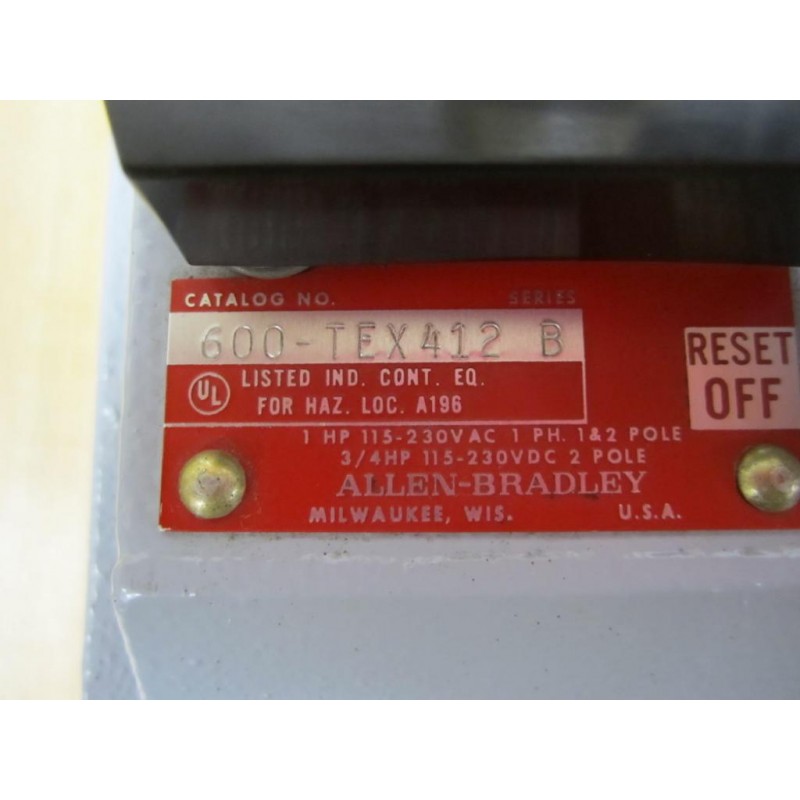 CATALOG NO. SERIES
600-TEX412 B
RESET
OFF
UL LISTED IND. CONT. EQ.
FOR HAZ. LOC. A196
1 HP 115-230VAC 1 PH. 1&2 POLE
3/4HP 115-230VDC 2 POLE
ALLEN-BRADLEY
MILWAUKEE, WIS. U.S.A.